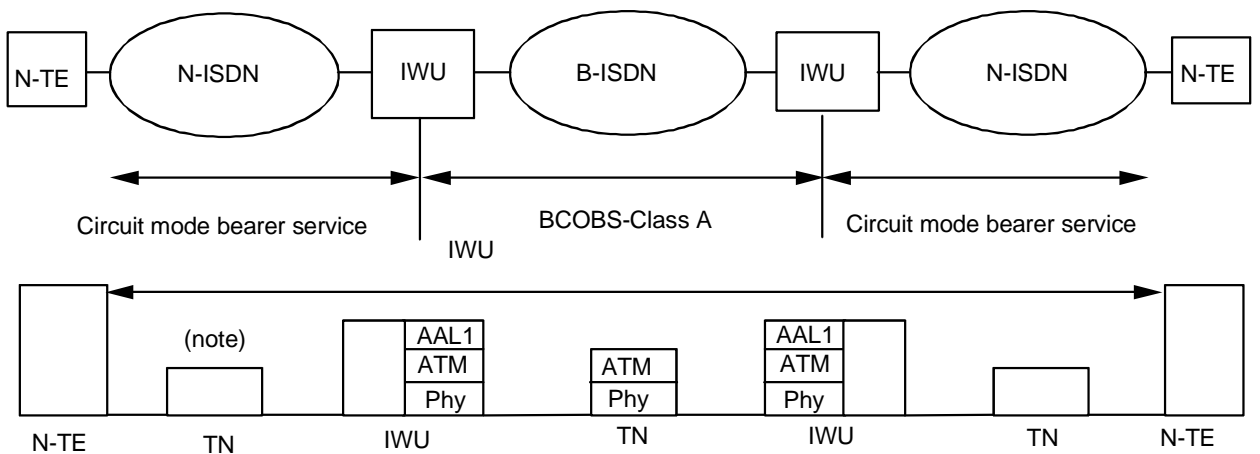 N-TE
N-ISDN
IWU
B-ISDN
IWU
N-ISDN
N-TE
Circuit mode bearer service
BCOBS-Class A
Circuit mode bearer service
IWU
(note)
AAL1
ATM
Phy
ATM
Phy
AAL1
ATM
Phy
N-TE
TN
IWU
TN
IWU
TN
N-TE